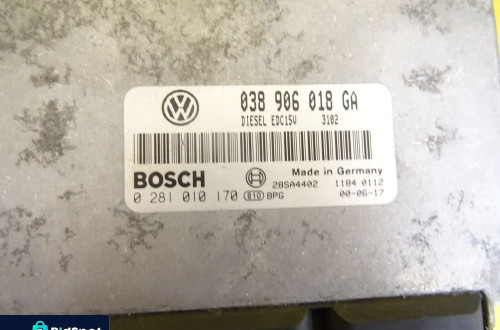 038 906 018 GA
DIESEL EDC15V 3102
BOSCH
Made in Germany
28SA4402 1184 0112
0 281 010 170 810 BPG 00-06-17